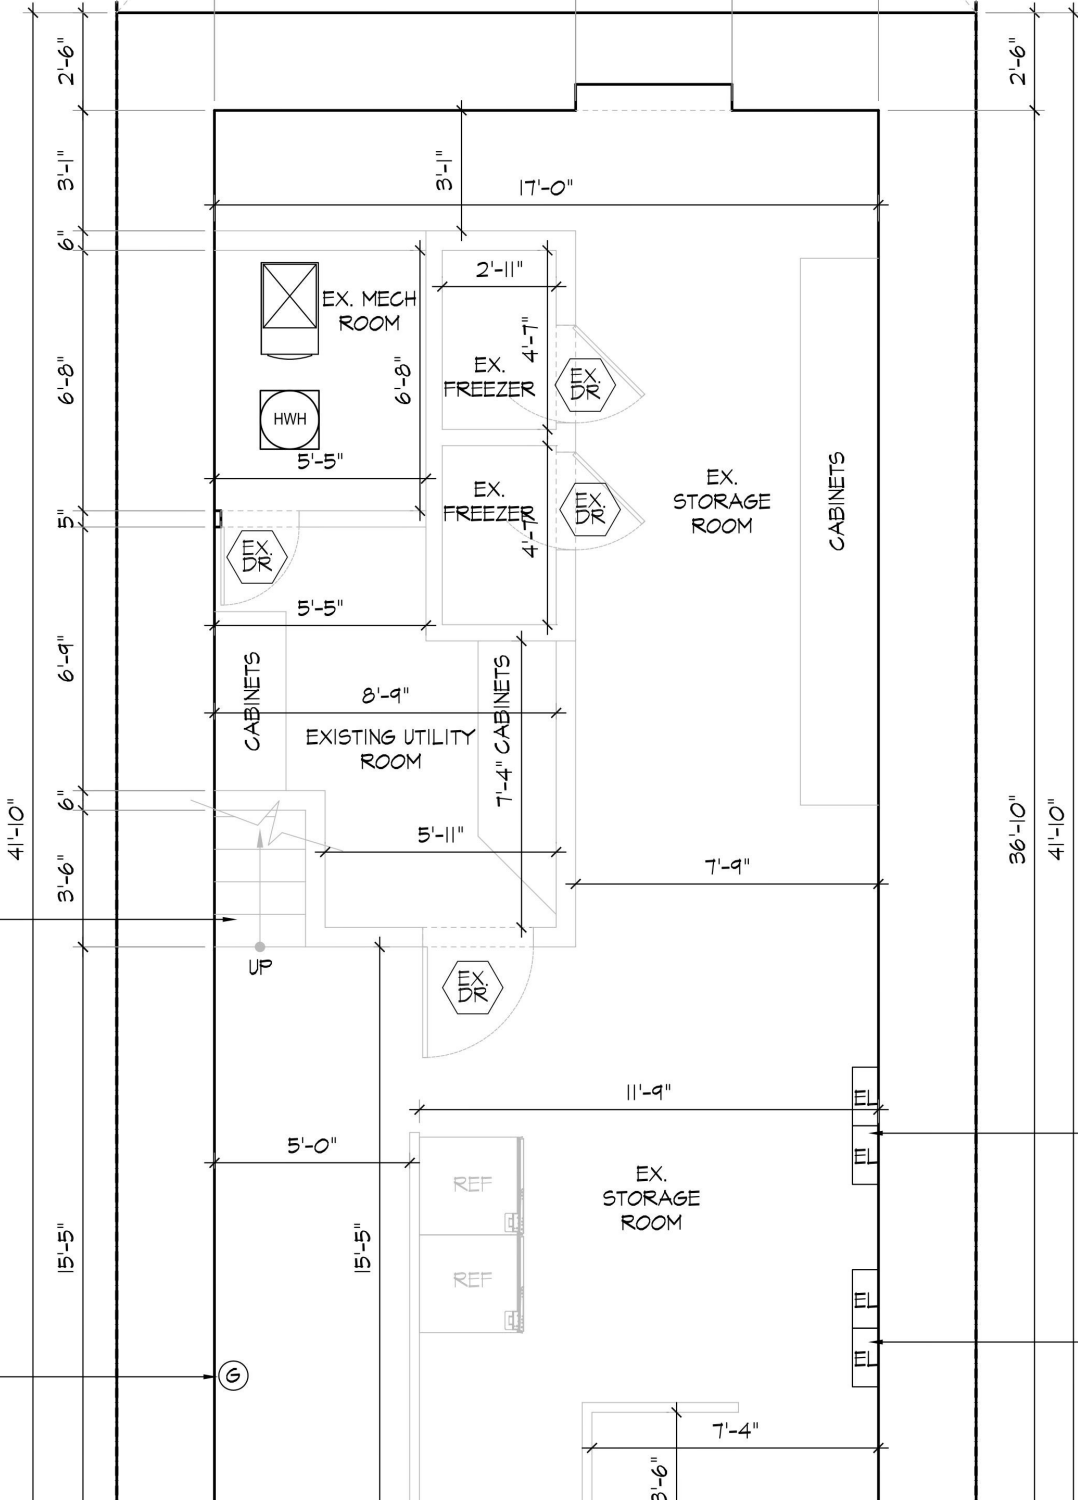 2'-6"
2'-6"
3'-1"
3'-1"
17'-0"
6"
2'-11"
EX. MECH
ROOM
4'-7"
EX.
FREEZER
EX.
DR
6'-8"
6'-8"
HWH
5'-5"
EX.
STORAGE
ROOM
CABINETS
EX.
FREEZER
EX.
DR
4'-7"
5"
EX.
DR
5'-5"
6'-9"
CABINETS
8'-9"
CABINETS
EXISTING UTILITY
ROOM
7'-4"
6"
41'-10"
5'-11"
36'-10"
41'-10"
3'-6"
7'-9"
UP
EX.
DR
11'-9"
EL
5'-0"
EL
REF
EX.
STORAGE
ROOM
15'-5"
15'-5"
REF
EL
EL
G
7'-4"